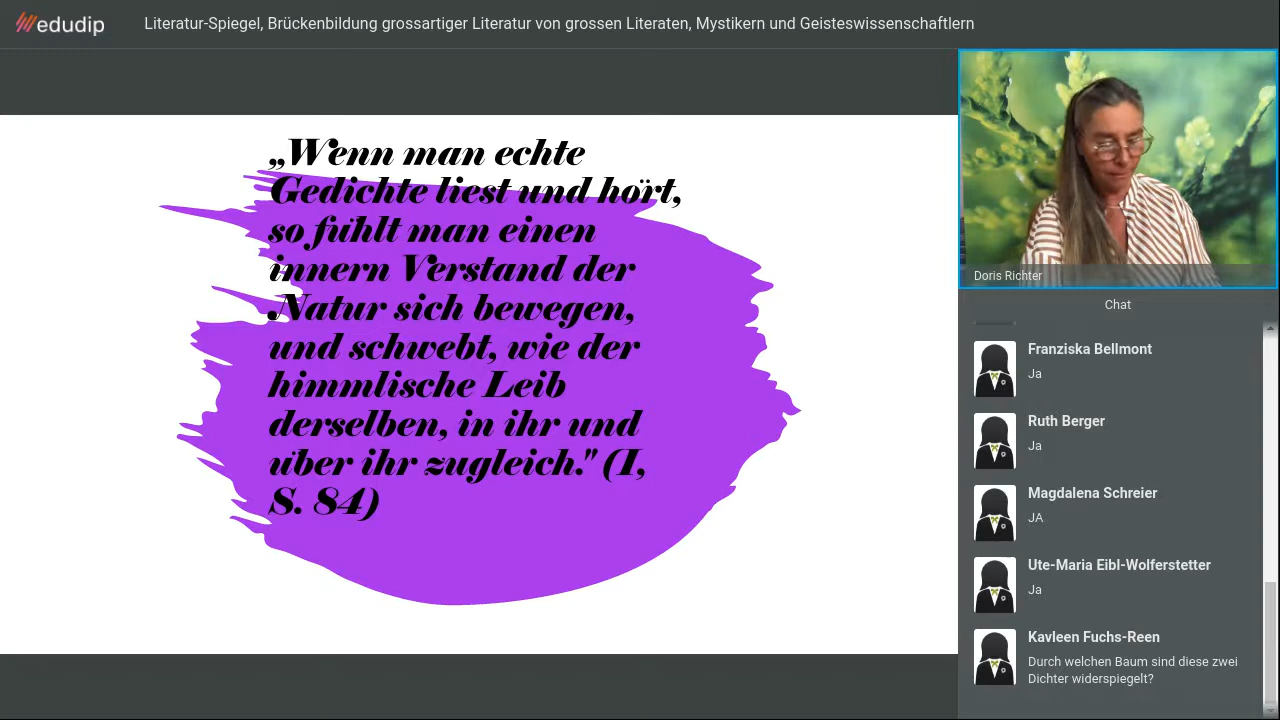 edudip
Literatur-Spiegel, Brückenbildung grossartiger Literatur von grossen Literaten, Mystikern und Geisteswissenschaftlern
„Wenn man echte
Gedichte liest und hört,
so fühlt man einen
innern Verstand der
Natur sich bewegen,
und schwebt, wie der
himmlische Leib
derselben, in ihr und
über ihr zugleich." (I,
S. 84)
Doris Richter
Chat
Franziska Bellmont
Ja
Ruth Berger
Ja
Magdalena Schreier
JA
Ute-Maria Eibl-Wolferstetter
Ja
Kavleen Fuchs-Reen
Durch welchen Baum sind diese zwei
Dichter widerspiegelt?